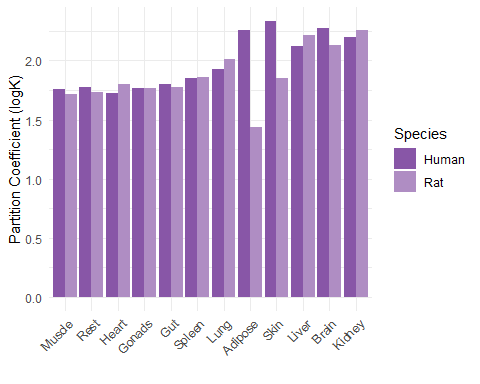 Partition Coefficient (logK)
2.0
1.5
1.0
0.5
0.0
Muscle
Rest
Heart
Gonads
Gut
Spleen
Lung
Adipose
Skin
Liver
Brain
Kidney
Species
Human
Rat